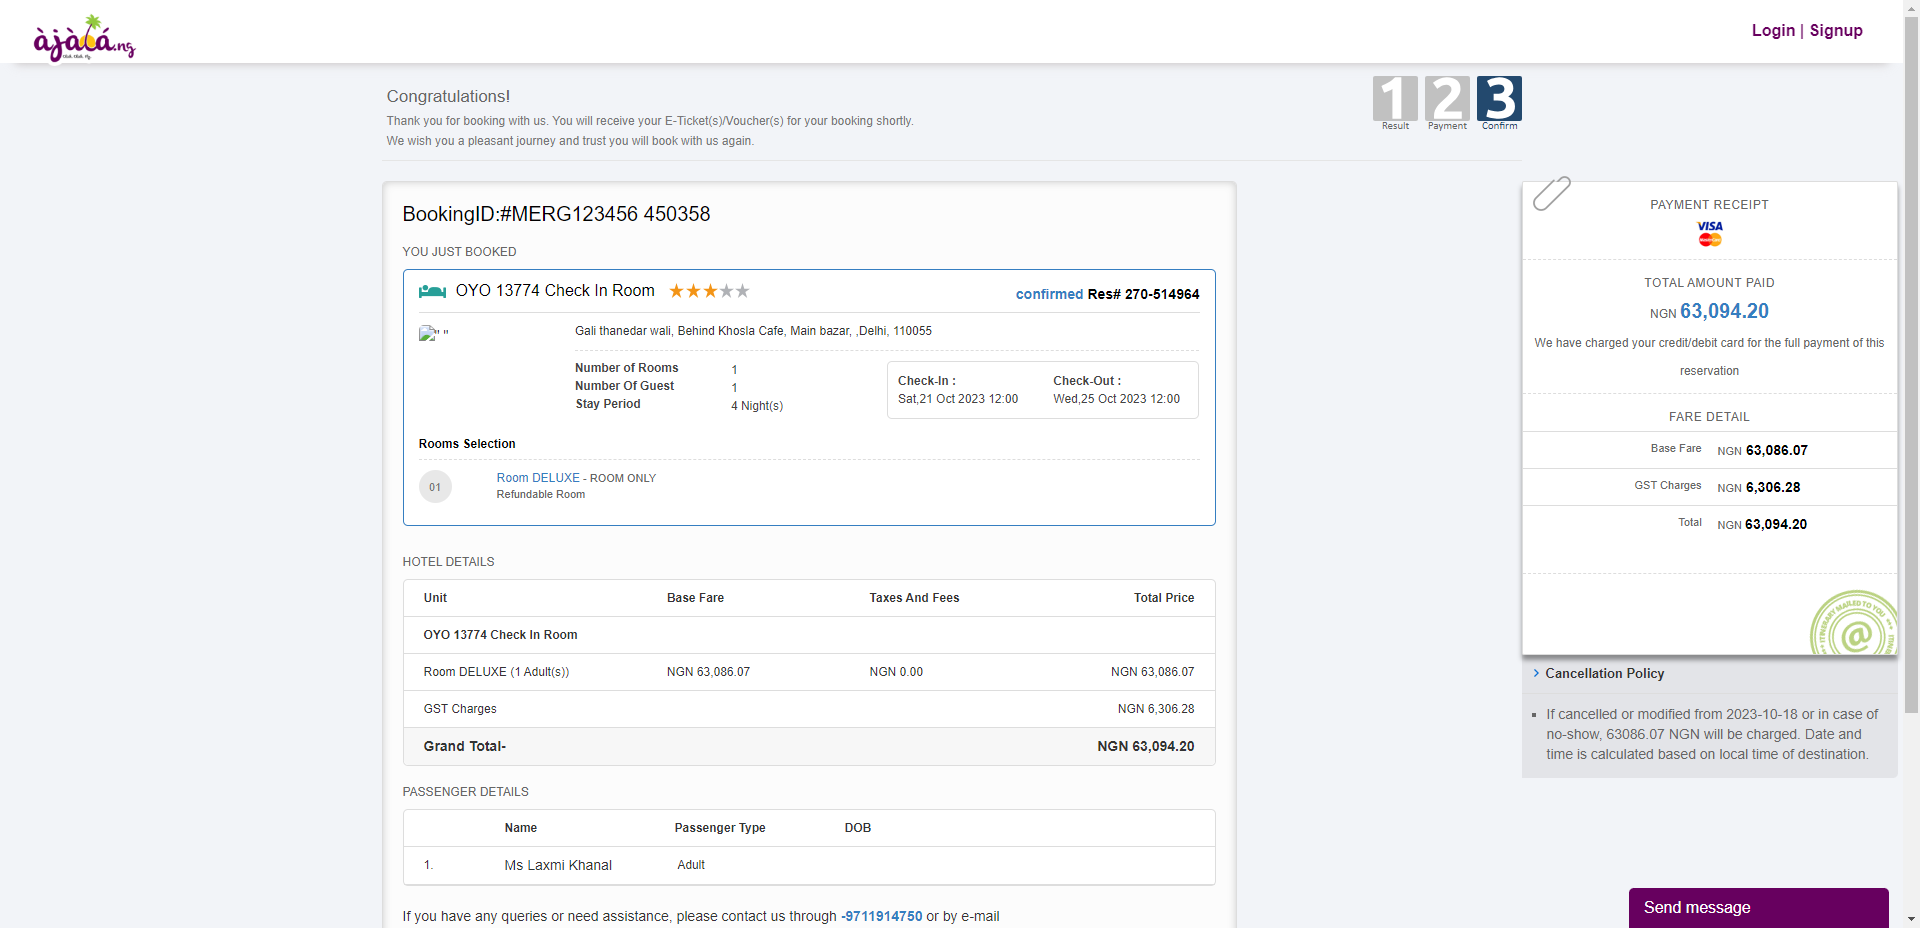 àjàlá.ng
Login | Signup
Congratulations!
Thank you for booking with us. You will receive your E-Ticket(s)/Voucher(s) for your booking shortly.
We wish you a pleasant journey and trust you will book with us again.
1 2 3
Result Payment Confirm
BookingID:#MERG123456 450358
YOU JUST BOOKED
OYO 13774 Check In Room
confirmed Res# 270-514964
" "
Gali thanedar wali, Behind Khosla Cafe, Main bazar, ,Delhi, 110055
Number of Rooms 1
Number Of Guest 1
Stay Period 4 Night(s)
Check-In : Check-Out :
Sat,21 Oct 2023 12:00 Wed,25 Oct 2023 12:00
Rooms Selection
01
Room DELUXE - ROOM ONLY
Refundable Room
HOTEL DETAILS
Unit Base Fare Taxes And Fees Total Price
OYO 13774 Check In Room
Room DELUXE (1 Adult(s)) NGN 63,086.07 NGN 0.00 NGN 63,086.07
GST Charges NGN 6,306.28
Grand Total- NGN 63,094.20
PASSENGER DETAILS
Name Passenger Type DOB
1. Ms Laxmi Khanal Adult
If you have any queries or need assistance, please contact us through -9711914750 or by e-mail
PAYMENT RECEIPT
VISA
MasterCard
TOTAL AMOUNT PAID
NGN 63,094.20
We have charged your credit/debit card for the full payment of this
reservation
FARE DETAIL
Base Fare NGN 63,086.07
GST Charges NGN 6,306.28
Total NGN 63,094.20
ITINERARY MAILED TO YOU
@
Cancellation Policy
If cancelled or modified from 2023-10-18 or in case of
no-show, 63086.07 NGN will be charged. Date and
time is calculated based on local time of destination.
Send message